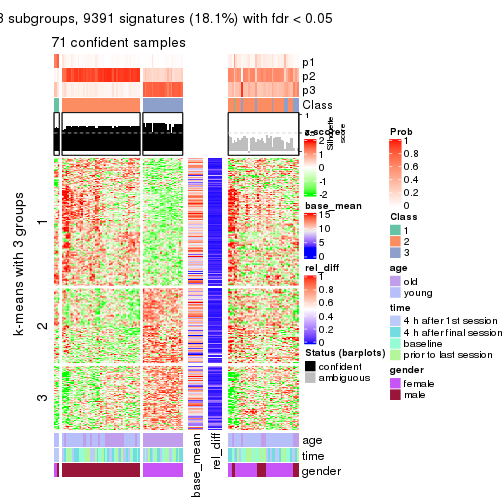 3 subgroups, 9391 signatures (18.1%) with fdr < 0.05
71 confident samples
p1
p2
p3
Class
1
Silhouette
score
z-scores
2
1
0
-1
-2
base_mean
15
10
5
0
rel_diff
1
0.8
0.6
0.4
0.2
0
Status (barplots)
confident
ambiguous
Prob
1
0.8
0.6
0.4
0.2
0
Class
1
2
3
age
old
young
time
4 h after 1st session
4 h after final session
baseline
prior to last session
gender
female
male
k-means with 3 groups
1
2
3
age
time
gender
base_mean
rel_diff